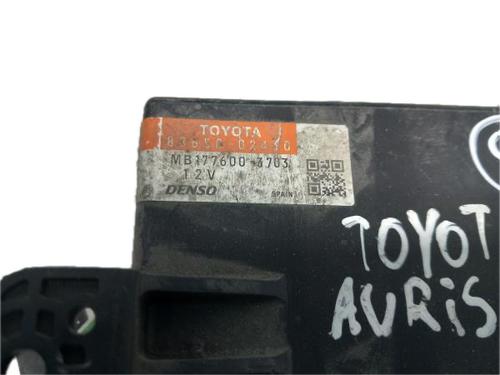 TOYOTA
MB177600-3703
12V
DENSO
SPAIN
TOYOT
AURIS